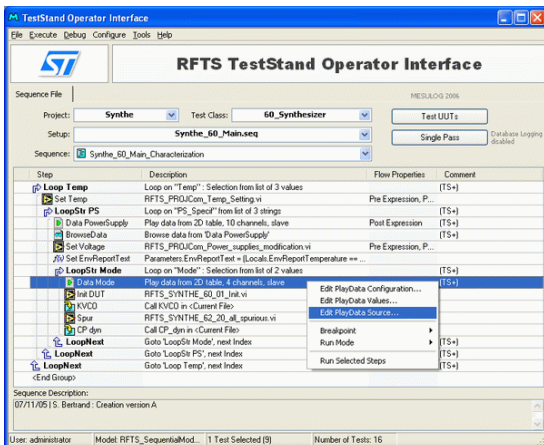 TestStand Operator Interface
File Execute Debug Configure Tools Help
ST
RFTS TestStand Operator Interface
Sequence File
MESULOG 2006
Project: Synthe Test Class: 60_Synthesizer Test UUTs
Setup: Synthe_60_Main.seq Single Pass Database Logging disabled
Sequence: Synthe_60_Main_Characterization
Step Description Flow Properties Comment
Loop Temp Loop on "Temp" : Selection from list of 3 values (TS+)
Set Temp RFTS_PROJCom_Temp_Setting.vi Pre Expression, P...
LoopStr PS Loop on "PS_Specif" from list of 3 strings (TS+)
Data PowerSupply Play data from 2D table, 10 channels, slave Post Expression (TS+)
BrowseData Browse data from 'Data PowerSupply' (TS+)
Set Voltage RFTS_PROJCom_Power_supplies_modification.vi Pre Expression, P...
f(x) Set EnvReportText Parameters.EnvReportText = (Locals.EnvReportTemperature == ...
LoopStr Mode Loop on "Mode" : Selection from list of 2 values (TS+)
Data Mode Play data from 2D table, 4 channels, slave
Init DUT RFTS_SYNTHE_60_01_Init.vi
KVCO Call KVCO in <Current File>
Spur RFTS_SYNTHE_62_20_all_spurious.vi
CP dyn Call CP_dyn in <Current File>
LoopNext Goto 'LoopStr Mode', next Index (TS+)
LoopNext Goto 'LoopStr PS', next Index (TS+)
LoopNext Goto 'Loop Temp', next Index (TS+)
<End Group>
Edit PlayData Configuration...
Edit PlayData Values...
Edit PlayData Source...
Breakpoint
Run Mode
Run Selected Steps
Sequence Description:
07/11/05 | S. Bertrand : Creation version A
User: administrator Model: RFTS_SequentialMod... 1 Test Selected [9] Number of Tests: 16